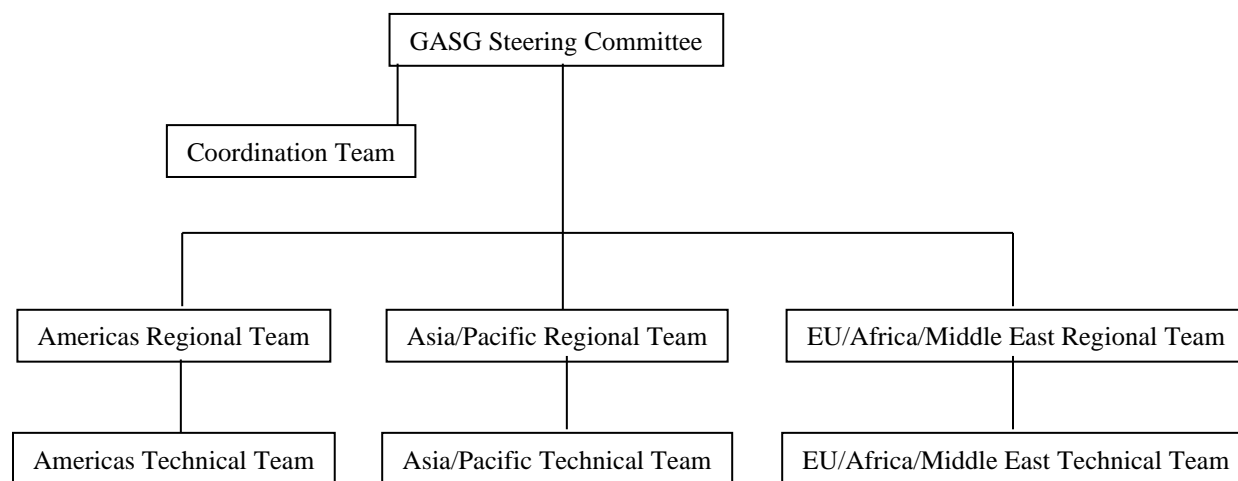 GASG Steering Committee
Coordination Team
Americas Regional Team
Asia/Pacific Regional Team
EU/Africa/Middle East Regional Team
Americas Technical Team
Asia/Pacific Technical Team
EU/Africa/Middle East Technical Team